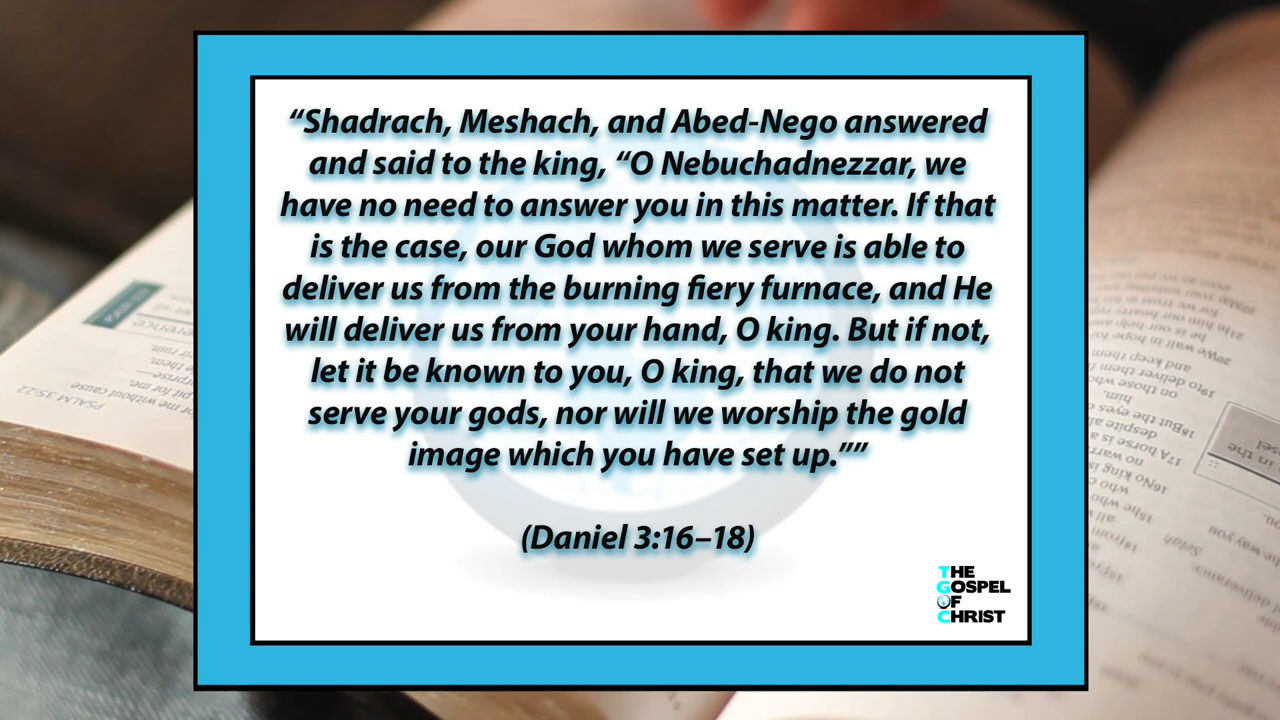 “Shadrach, Meshach, and Abed-Nego answered
and said to the king, “O Nebuchadnezzar, we
have no need to answer you in this matter. If that
is the case, our God whom we serve is able to
deliver us from the burning fiery furnace, and He
will deliver us from your hand, O king. But if not,
let it be known to you, O king, that we do not
serve your gods, nor will we worship the gold
image which you have set up.””
(Daniel 3:16–18)
THE
GOSPEL
OF
CHRIST
PSALM 35:22